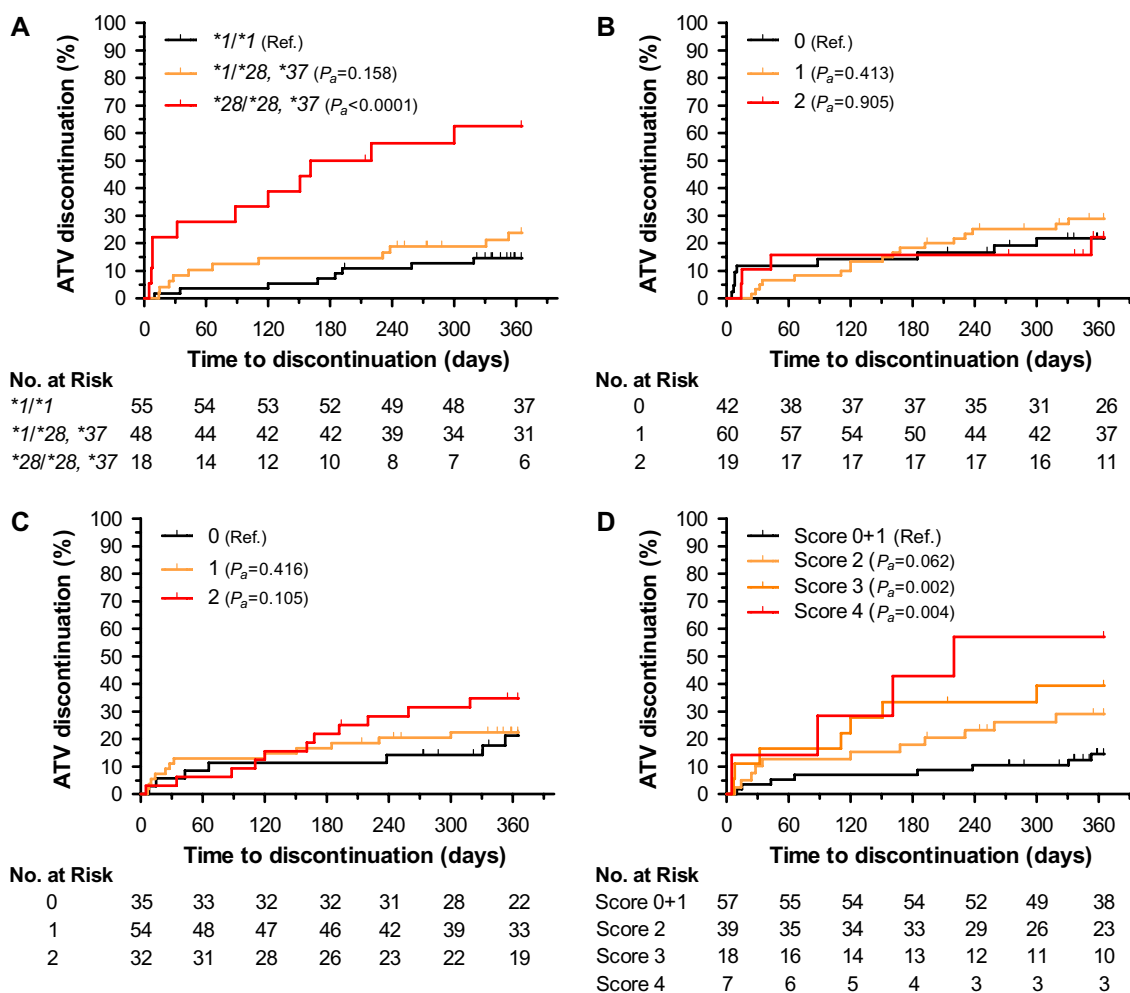 A
ATV discontinuation (%)
100
90
80
70
60
50
40
30
20
10
0
*1/*1 (Ref.)
*1/*28, *37 (Pa=0.158)
*28/*28, *37 (Pa<0.0001)
0 60 120 180 240 300 360
Time to discontinuation (days)
No. at Risk
*1/*1 55 54 53 52 49 48 37
*1/*28, *37 48 44 42 42 39 34 31
*28/*28, *37 18 14 12 10 8 7 6
B
ATV discontinuation (%)
100
90
80
70
60
50
40
30
20
10
0
0 (Ref.)
1 (Pa=0.413)
2 (Pa=0.905)
0 60 120 180 240 300 360
Time to discontinuation (days)
No. at Risk
0 42 38 37 37 35 31 26
1 60 57 54 50 44 42 37
2 19 17 17 17 17 16 11
C
ATV discontinuation (%)
100
90
80
70
60
50
40
30
20
10
0
0 (Ref.)
1 (Pa=0.416)
2 (Pa=0.105)
0 60 120 180 240 300 360
Time to discontinuation (days)
No. at Risk
0 35 33 32 32 31 28 22
1 54 48 47 46 42 39 33
2 32 31 28 26 23 22 19
D
ATV discontinuation (%)
100
90
80
70
60
50
40
30
20
10
0
Score 0+1 (Ref.)
Score 2 (Pa=0.062)
Score 3 (Pa=0.002)
Score 4 (Pa=0.004)
0 60 120 180 240 300 360
Time to discontinuation (days)
No. at Risk
Score 0+1 57 55 54 54 52 49 38
Score 2 39 35 34 33 29 26 23
Score 3 18 16 14 13 12 11 10
Score 4 7 6 5 4 3 3 3